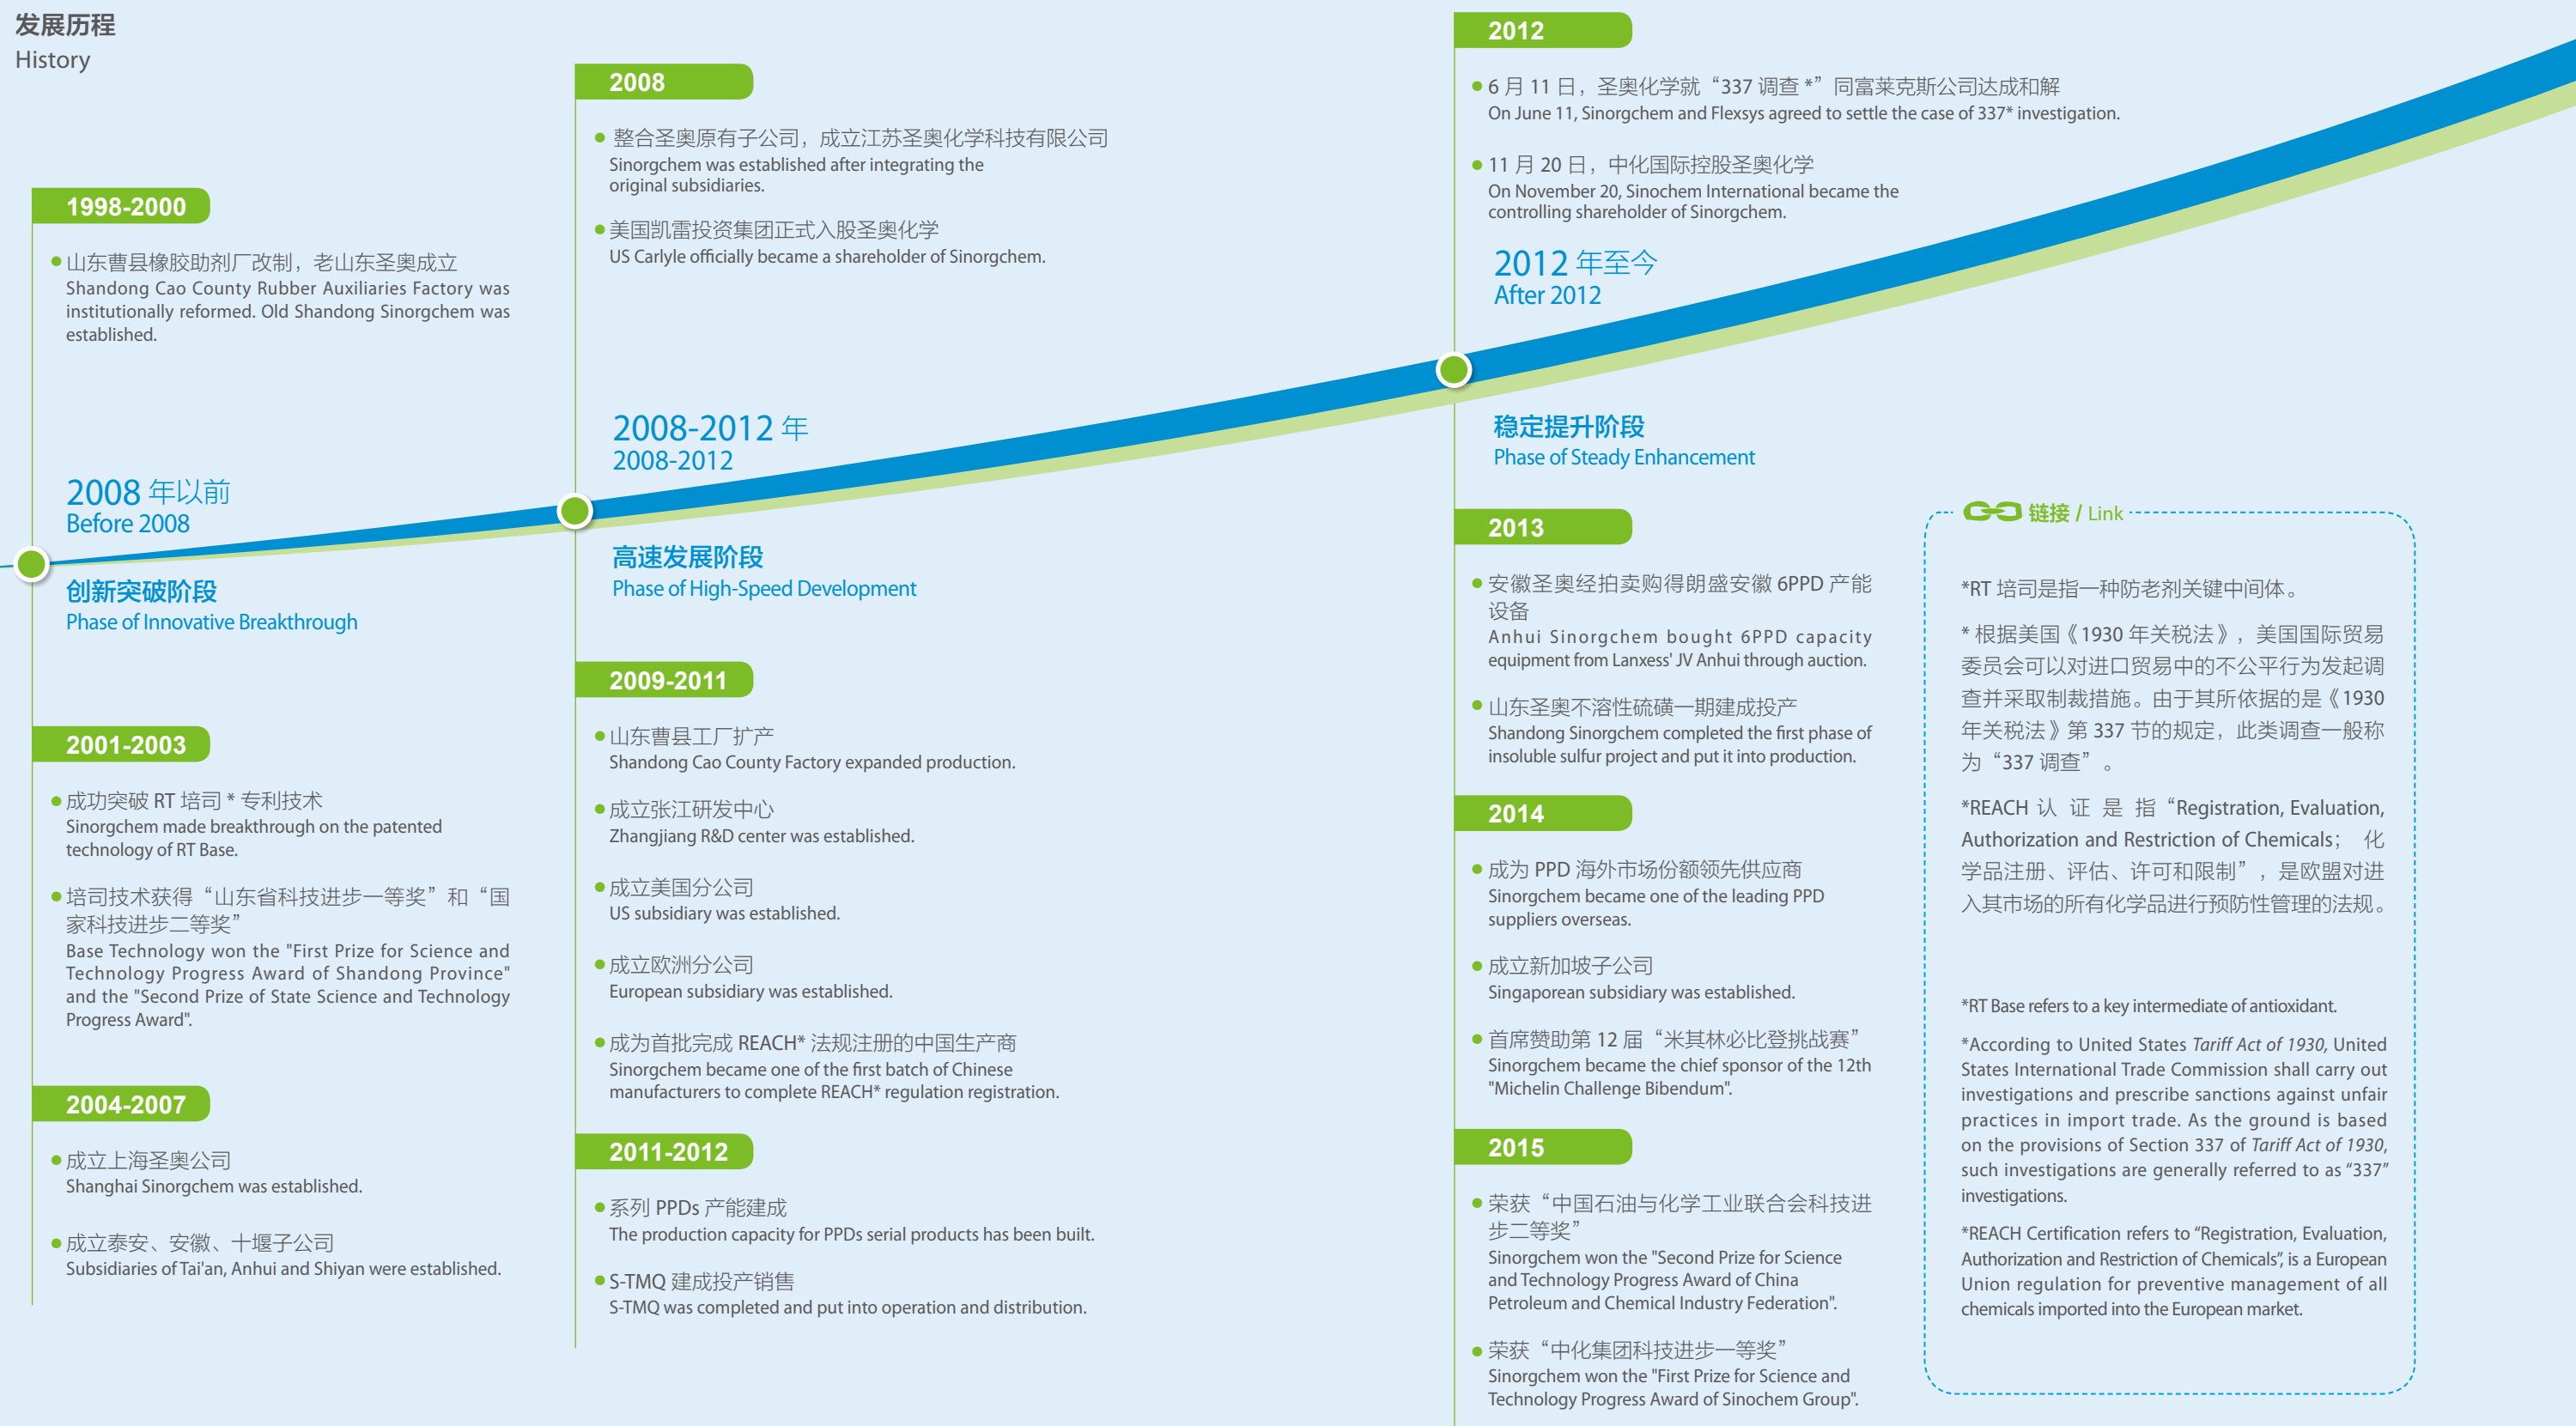 发展历程
History
1998-2000
山东曹县橡胶助剂厂改制，老山东圣奥成立
Shandong Cao County Rubber Auxiliaries Factory was
institutionally reformed. Old Shandong Sinorgchem was
established.
2008 年以前
Before 2008
创新突破阶段
Phase of Innovative Breakthrough
2001-2003
成功突破 RT 培司 * 专利技术
Sinorgchem made breakthrough on the patented
technology of RT Base.
培司技术获得“山东省科技进步一等奖”和“国
家科技进步二等奖”
Base Technology won the "First Prize for Science and
Technology Progress Award of Shandong Province"
and the "Second Prize of State Science and Technology
Progress Award".
2004-2007
成立上海圣奥公司
Shanghai Sinorgchem was established.
成立泰安、安徽、十堰子公司
Subsidiaries of Tai'an, Anhui and Shiyan were established.
2008
整合圣奥原有子公司，成立江苏圣奥化学科技有限公司
Sinorgchem was established after integrating the
original subsidiaries.
美国凯雷投资集团正式入股圣奥化学
US Carlyle officially became a shareholder of Sinorgchem.
2008-2012 年
2008-2012
高速发展阶段
Phase of High-Speed Development
2009-2011
山东曹县工厂扩产
Shandong Cao County Factory expanded production.
成立张江研发中心
Zhangjiang R&D center was established.
成立美国分公司
US subsidiary was established.
成立欧洲分公司
European subsidiary was established.
成为首批完成 REACH* 法规注册的中国生产商
Sinorgchem became one of the first batch of Chinese
manufacturers to complete REACH* regulation registration.
2011-2012
系列 PPDs 产能建成
The production capacity for PPDs serial products has been built.
S-TMQ 建成投产销售
S-TMQ was completed and put into operation and distribution.
2012
6 月 11 日，圣奥化学就“337 调查 *”同富莱克斯公司达成和解
On June 11, Sinorgchem and Flexsys agreed to settle the case of 337* investigation.
11 月 20 日，中化国际控股圣奥化学
On November 20, Sinochem International became the
controlling shareholder of Sinorgchem.
2012 年至今
After 2012
稳定提升阶段
Phase of Steady Enhancement
2013
安徽圣奥经拍卖购得朗盛安徽 6PPD 产能
设备
Anhui Sinorgchem bought 6PPD capacity
equipment from Lanxess' JV Anhui through auction.
山东圣奥不溶性硫磺一期建成投产
Shandong Sinorgchem completed the first phase of
insoluble sulfur project and put it into production.
2014
成为 PPD 海外市场份额领先供应商
Sinorgchem became one of the leading PPD
suppliers overseas.
成立新加坡子公司
Singaporean subsidiary was established.
首席赞助第 12 届“米其林必比登挑战赛”
Sinorgchem became the chief sponsor of the 12th
"Michelin Challenge Bibendum".
2015
荣获“中国石油与化学工业联合会科技进
步二等奖”
Sinorgchem won the "Second Prize for Science
and Technology Progress Award of China
Petroleum and Chemical Industry Federation".
荣获“中化集团科技进步一等奖”
Sinorgchem won the "First Prize for Science and
Technology Progress Award of Sinochem Group".
链接 / Link
*RT 培司是指一种防老剂关键中间体。
* 根据美国《1930 年关税法》，美国国际贸易
委员会可以对进口贸易中的不公平行为发起调
查并采取制裁措施。由于其所依据的是《1930
年关税法》第 337 节的规定，此类调查一般称
为“337 调查”。
*REACH 认 证 是 指 “Registration, Evaluation,
Authorization and Restriction of Chemicals； 化
学品注册、评估、许可和限制”，是欧盟对进
入其市场的所有化学品进行预防性管理的法规。
*RT Base refers to a key intermediate of antioxidant.
*According to United States Tariff Act of 1930, United
States International Trade Commission shall carry out
investigations and prescribe sanctions against unfair
practices in import trade. As the ground is based
on the provisions of Section 337 of Tariff Act of 1930,
such investigations are generally referred to as “337”
investigations.
*REACH Certification refers to “Registration, Evaluation,
Authorization and Restriction of Chemicals”, is a European
Union regulation for preventive management of all
chemicals imported into the European market.